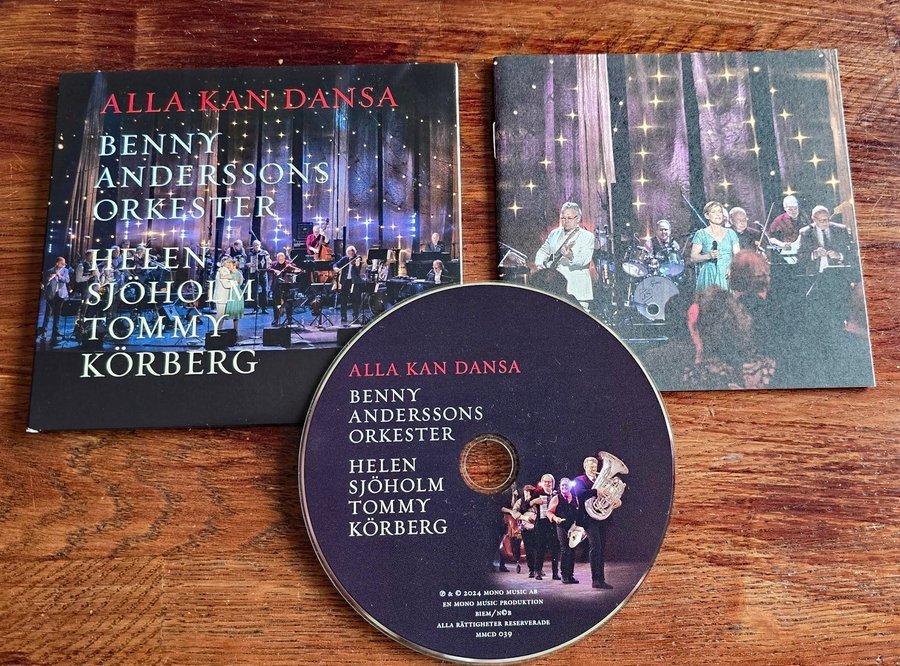 ALLA KAN DANSA
BENNY
ANDERSSONS
ORKESTER
HELEN
SJÖHOLM
TOMMY
KÖRBERG
ALLA KAN DANSA
BENNY
ANDERSSONS
ORKESTER
HELEN
SJÖHOLM
TOMMY
KÖRBERG
℗ & © 2024 MONO MUSIC AB
EN MONO MUSIC PRODUKTION
BIEM/N©B
ALLA RÄTTIGHETER RESERVERADE
MMCD 039